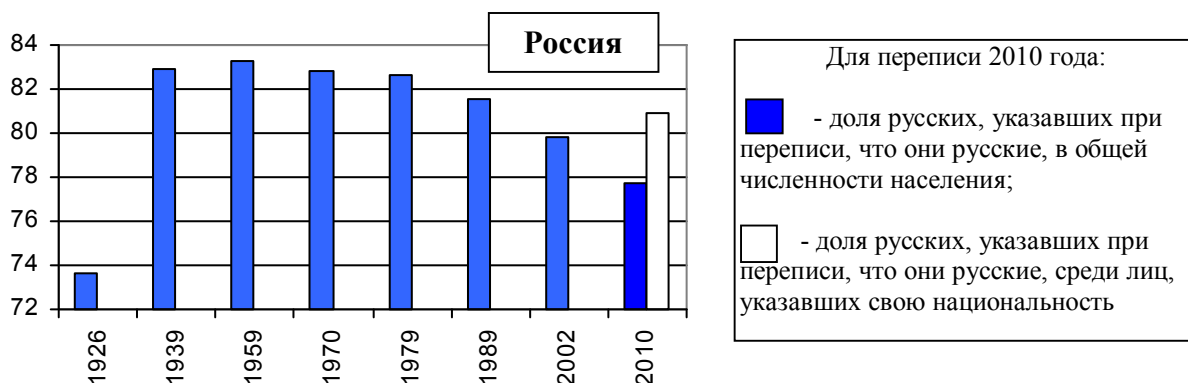 Россия
84
82
80
78
76
74
72
1926
1939
1959
1970
1979
1989
2002
2010
Для переписи 2010 года:
- доля русских, указавших при
переписи, что они русские, в общей
численности населения;
- доля русских, указавших при
переписи, что они русские, среди лиц,
указавших свою национальность